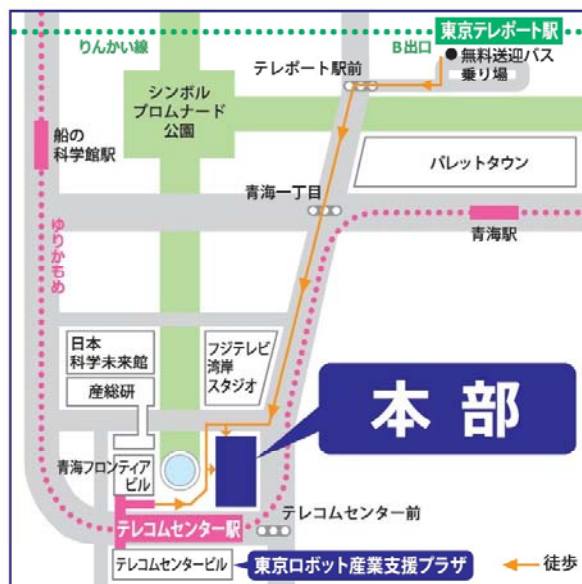 東京テレポート駅
りんかい線
B出口
無料送迎バス
乗り場
テレポート駅前
シンボル
プロムナード
公園
船の
科学館駅
パレットタウン
青海一丁目
青海駅
ゆりかもめ
日本
科学未来館
フジテレビ
湾岸
スタジオ
産総研
本部
青海フロンティア
ビル
テレコムセンター駅
テレコムセンター前
テレコムセンタービル
東京ロボット産業支援プラザ
徒歩